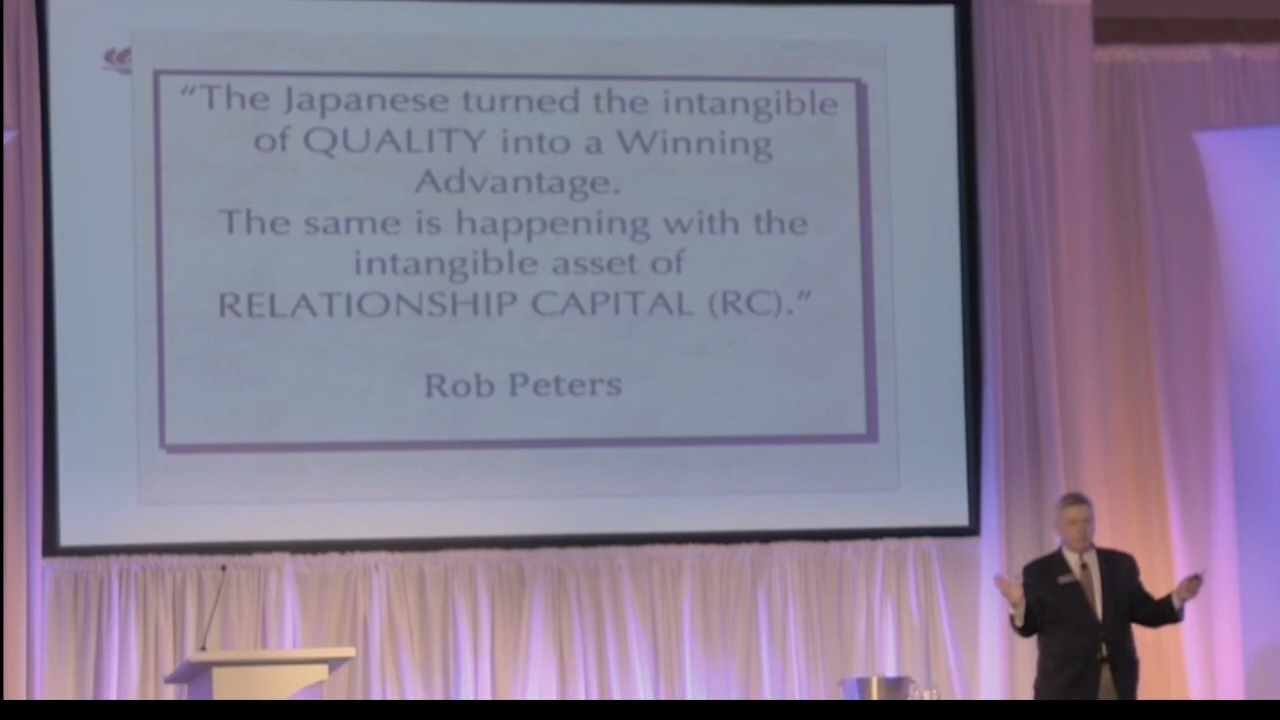 “The Japanese turned the intangible
of QUALITY into a Winning
Advantage.
The same is happening with the
intangible asset of
RELATIONSHIP CAPITAL (RC).”
Rob Peters